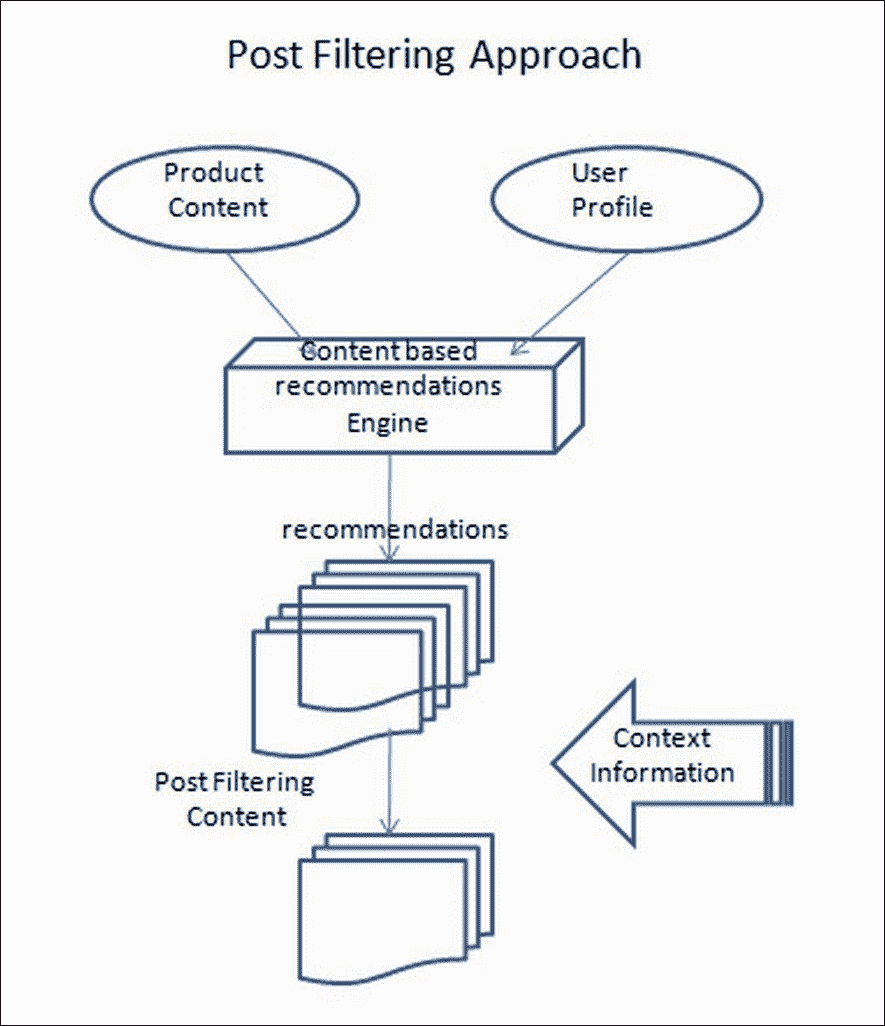 Post Filtering Approach
Product
Content
User
Profile
Content based
recommendations
Engine
recommendations
Context
Information
Post Filtering
Content